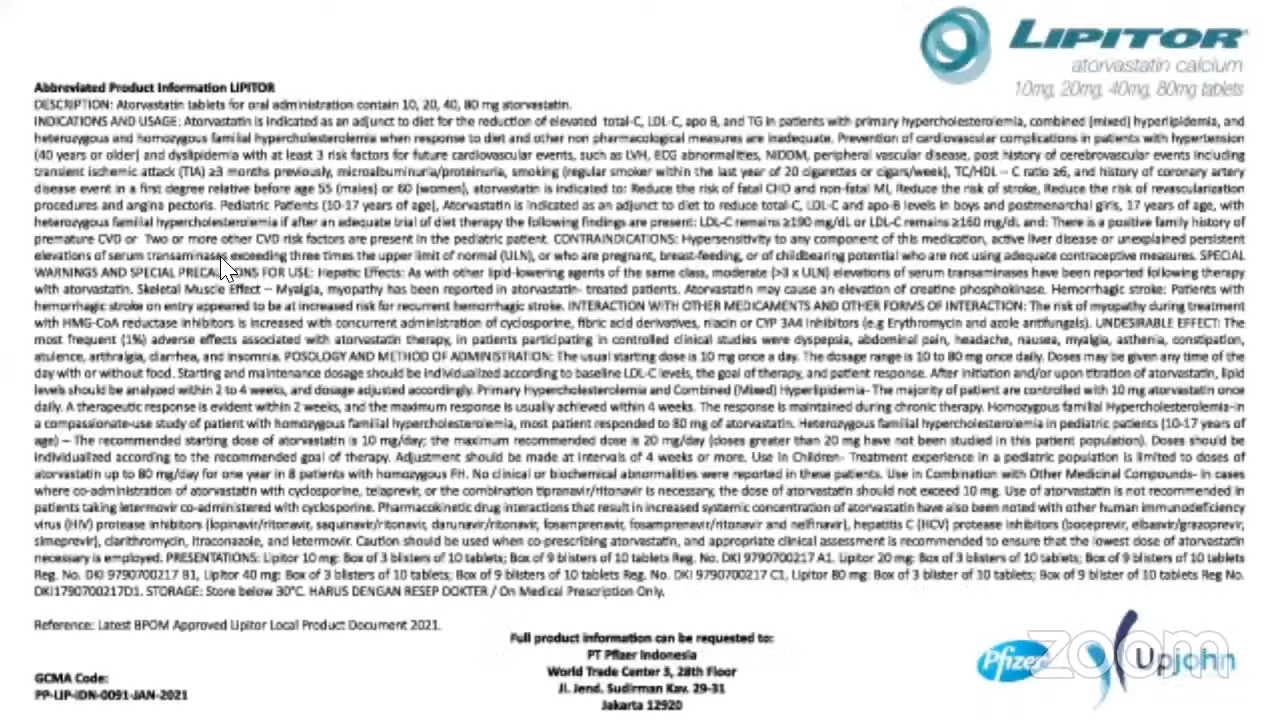 LIPITOR
atorvastatin calcium
10mg, 20mg, 40mg, 80mg tablets
Abbreviated Product Information LIPITOR
DESCRIPTION: Atorvastatin tablets for oral administration contain 10, 20, 40, 80 mg atorvastatin.
INDICATIONS AND USAGE: Atorvastatin is indicated as an adjunct to diet for the reduction of elevated total-C, LDL-C, apo B, and TG in patients with primary hypercholesterolemia, combined (mixed) hyperlipidemia, and
heterozygous and homozygous familial hypercholesterolemia when response to diet and other non pharmacological measures are inadequate. Prevention of cardiovascular complications in patients with hypertension
(40 years or older) and dyslipidemia with at least 3 risk factors for future cardiovascular events, such as LVH, ECG abnormalities, NIDDM, peripheral vascular disease, post history of cerebrovascular events including
transient ischemic attack (TIA) ≥3 months previously, microalbuminuria/proteinuria, smoking (regular smoker within the last year of 20 cigarettes or cigars/week), TC/HDL – C ratio ≥6, and history of coronary artery
disease event in a first degree relative before age 55 (males) or 60 (women), atorvastatin is indicated to: Reduce the risk of fatal CHD and non-fatal MI, Reduce the risk of stroke, Reduce the risk of revascularization
procedures and angina pectoris. Pediatric Patients (10-17 years of age), Atorvastatin is indicated as an adjunct to diet to reduce total-C, LDL-C and apo-B levels in boys and postmenarchal girls, 17 years of age, with
heterozygous familial hypercholesterolemia if after an adequate trial of diet therapy the following findings are present: LDL-C remains ≥190 mg/dL or LDL-C remains ≥160 mg/dL and: There is a positive family history of
premature CVD or Two or more other CVD risk factors are present in the pediatric patient. CONTRAINDICATIONS: Hypersensitivity to any component of this medication, active liver disease or unexplained persistent
elevations of serum transaminases exceeding three times the upper limit of normal (ULN), or who are pregnant, breast-feeding, or of childbearing potential who are not using adequate contraceptive measures. SPECIAL
WARNINGS AND SPECIAL PRECAUTIONS FOR USE: Hepatic Effects: As with other lipid-lowering agents of the same class, moderate (>3 x ULN) elevations of serum transaminases have been reported following therapy
with atorvastatin. Skeletal Muscle Effect – Myalgia, myopathy has been reported in atorvastatin- treated patients. Atorvastatin may cause an elevation of creatine phosphokinase. Hemorrhagic stroke: Patients with
hemorrhagic stroke on entry appeared to be at increased risk for recurrent hemorrhagic stroke. INTERACTION WITH OTHER MEDICAMENTS AND OTHER FORMS OF INTERACTION: The risk of myopathy during treatment
with HMG-CoA reductase inhibitors is increased with concurrent administration of cyclosporine, fibric acid derivatives, niacin or CYP 3A4 inhibitors (e.g Erythromycin and azole antifungals). UNDESIRABLE EFFECT: The
most frequent (1%) adverse effects associated with atorvastatin therapy, in patients participating in controlled clinical studies were dyspepsia, abdominal pain, headache, nausea, myalgia, asthenia, constipation,
atulence, arthralgia, diarrhea, and insomnia. POSOLOGY AND METHOD OF ADMINISTRATION: The usual starting dose is 10 mg once a day. The dosage range is 10 to 80 mg once daily. Doses may be given any time of the
day with or without food. Starting and maintenance dosage should be individualized according to baseline LDL-C levels, the goal of therapy, and patient response. After initiation and/or upon titration of atorvastatin, lipid
levels should be analyzed within 2 to 4 weeks, and dosage adjusted accordingly. Primary Hypercholesterolemia and Combined (Mixed) Hyperlipidemia- The majority of patient are controlled with 10 mg atorvastatin once
daily. A therapeutic response is evident within 2 weeks, and the maximum response is usually achieved within 4 weeks. The response is maintained during chronic therapy. Homozygous familial Hypercholesterolemia-in
a compassionate-use study of patient with homozygous familial hypercholesterolemia, most patient responded to 80 mg of atorvastatin. Heterozygous familial hypercholesterolemia in pediatric patients (10-17 years of
age) – The recommended starting dose of atorvastatin is 10 mg/day; the maximum recommended dose is 20 mg/day (doses greater than 20 mg have not been studied in this patient population). Doses should be
individualized according to the recommended goal of therapy. Adjustment should be made at intervals of 4 weeks or more. Use in Children- Treatment experience in a pediatric population is limited to doses of
atorvastatin up to 80 mg/day for one year in 8 patients with homozygous FH. No clinical or biochemical abnormalities were reported in these patients. Use in Combination with Other Medicinal Compounds- in cases
where co-administration of atorvastatin with cyclosporine, telaprevir, or the combination tipranavir/ritonavir is necessary, the dose of atorvastatin should not exceed 10 mg. Use of atorvastatin is not recommended in
patients taking letermovir co-administered with cyclosporine. Pharmacokinetic drug interactions that result in increased systemic concentration of atorvastatin have also been noted with other human immunodeficiency
virus (HIV) protease inhibitors (lopinavir/ritonavir, saquinavir/ritonavir, darunavir/ritonavir, fosamprenavir, fosamprenavir/ritonavir and nelfinavir), hepatitis C (HCV) protease inhibitors (boceprevir, elbasvir/grazoprevir,
simeprevir), clarithromycin, itraconazole, and letermovir. Caution should be used when co-prescribing atorvastatin, and appropriate clinical assessment is recommended to ensure that the lowest dose of atorvastatin
necessary is employed. PRESENTATIONS: Lipitor 10 mg: Box of 3 blisters of 10 tablets; Box of 9 blisters of 10 tablets Reg. No. DKI 9790700217 A1. Lipitor 20 mg: Box of 3 blisters of 10 tablets; Box of 9 blisters of 10 tablets
Reg. No. DKI 9790700217 B1, Lipitor 40 mg: Box of 3 blisters of 10 tablets; Box of 9 blisters of 10 tablets Reg. No. DKI 9790700217 C1, Lipitor 80 mg: Box of 3 blister of 10 tablets; Box of 9 blister of 10 tablets Reg No.
DKI1790700217D1. STORAGE: Store below 30°C. HARUS DENGAN RESEP DOKTER / On Medical Prescription Only.
Reference: Latest BPOM Approved Lipitor Local Product Document 2021.
Full product information can be requested to:
PT Pfizer Indonesia
World Trade Center 3, 28th Floor
Jl. Jend. Sudirman Kav. 29-31
Jakarta 12920
GCMA Code:
PP-LIP-IDN-0091-JAN-2021
Pfizer
Upjohn
zoom